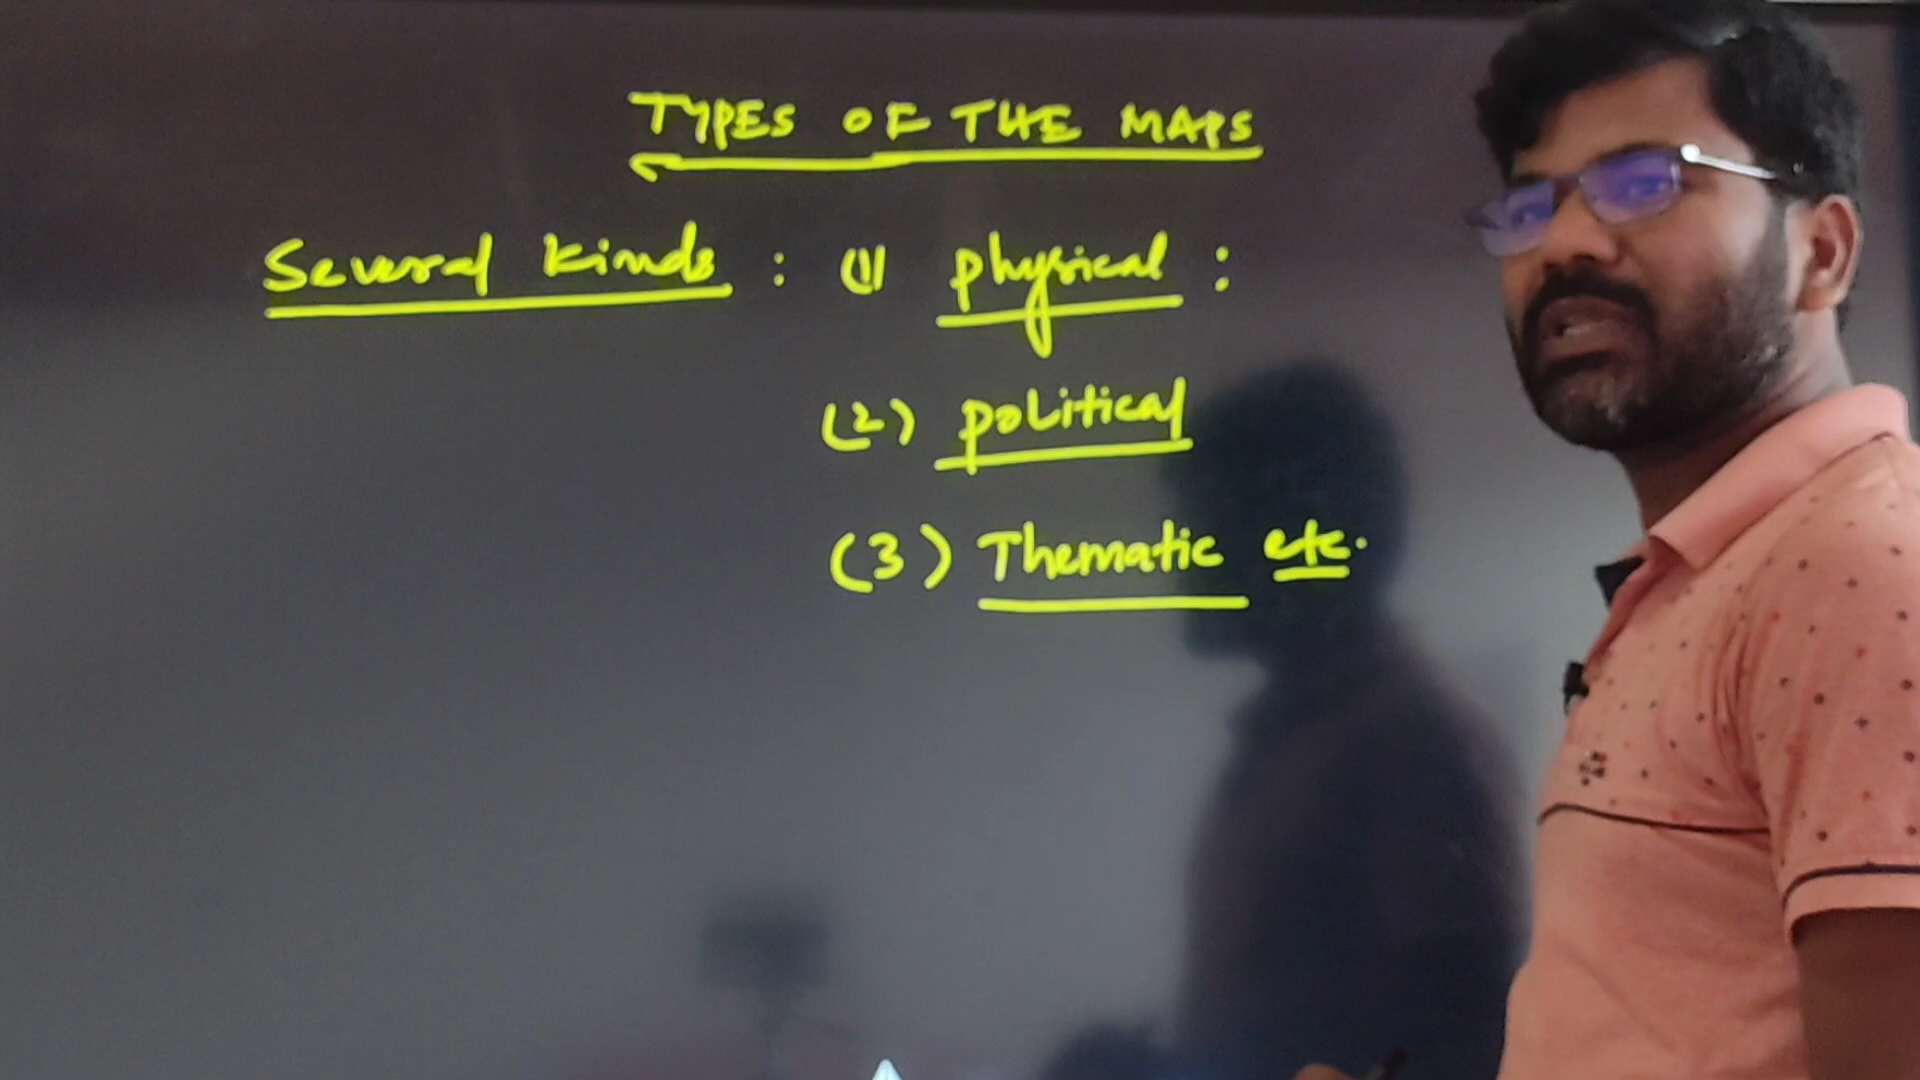 TYPES OF THE MAPS
Several kinds : (1) physical :
(2) political
(3) Thematic etc.